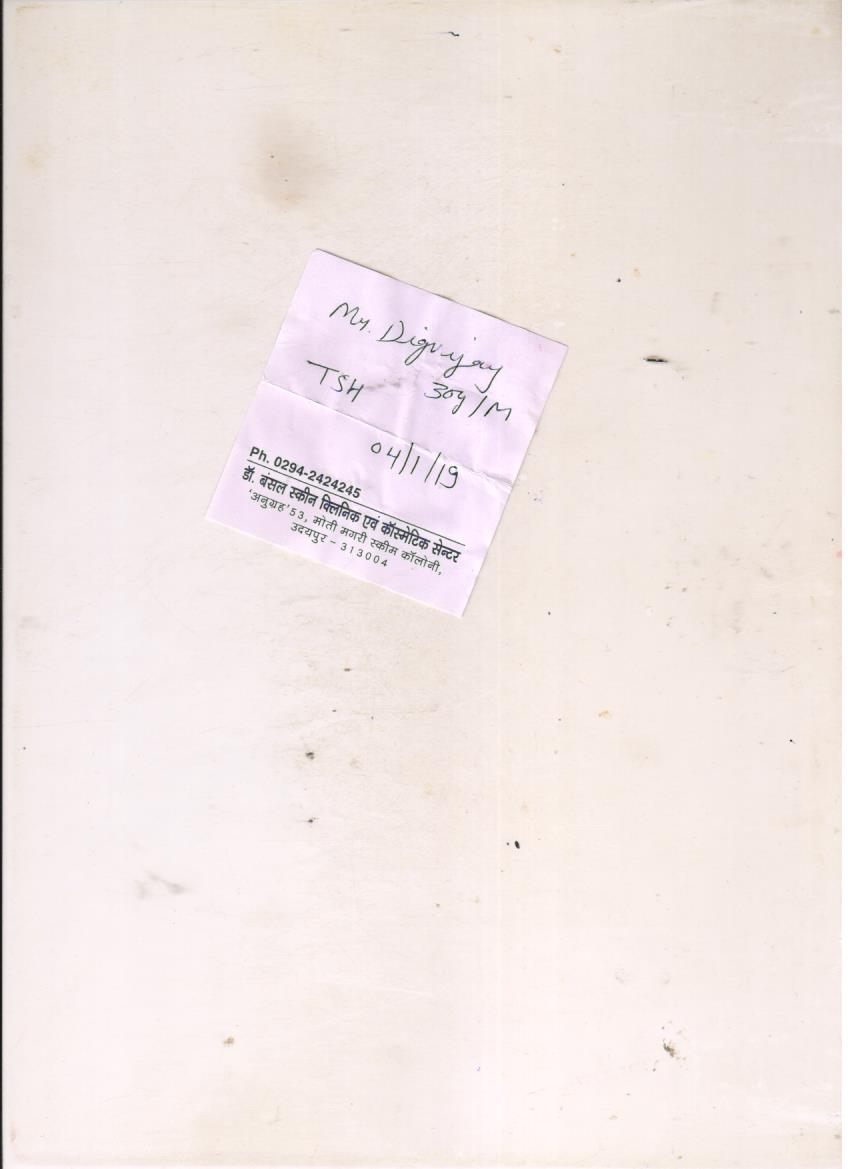 Mr. Digvijay
TSH 30y/M
04/1/19
Ph. 0294-2424245
डॉ. बंसल स्कीन क्लिनिक एवं कॉस्मेटिक सेन्टर
'अनुग्रह' 53, मोती मगरी स्कीम कॉलोनी,
उदयपुर - 313004